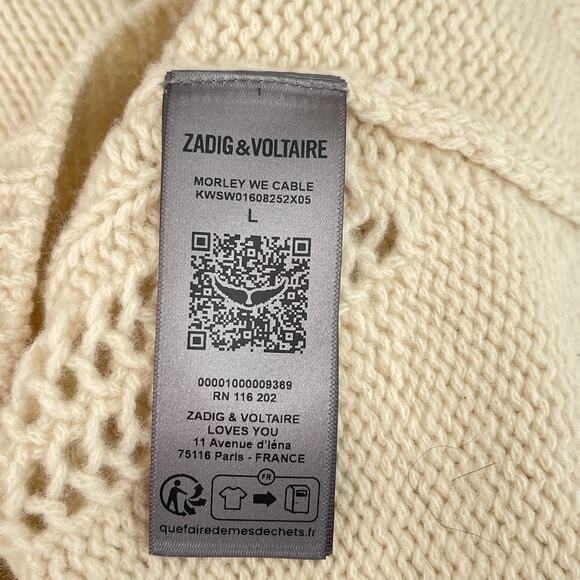 ZADIG & VOLTAIRE
MORLEY WE CABLE
KWSW01608252X05
L
00001000009369
RN 116 202
ZADIG & VOLTAIRE
LOVES YOU
11 Avenue d'Iéna
75116 Paris - FRANCE
FR
quefairedemesdechets.fr